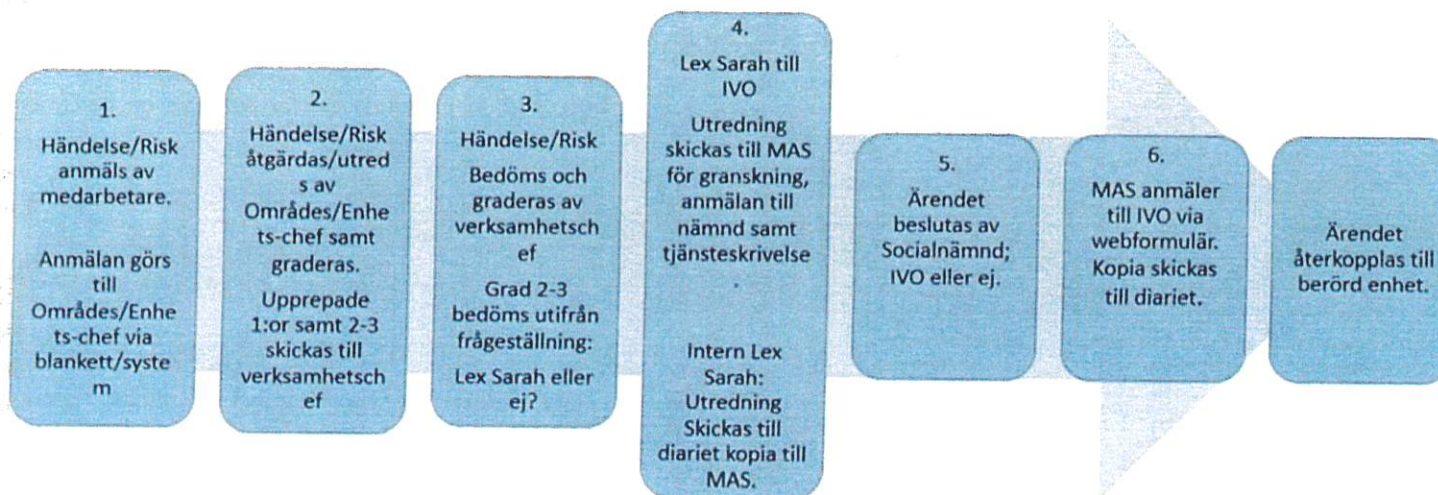 1.
Händelse/Risk
anmäls av
medarbetare.
Anmälan görs
till
Områdes/Enhe
ts-chef via
blankett/syste
m
2.
Händelse/Risk
åtgärdas/utred
s av
Områdes/Enhe
ts-chef samt
graderas.
Upprepade
1:or samt 2-3
skickas till
verksamhetsch
ef
3.
Händelse/Risk
Bedöms och
graderas av
verksamhetsch
ef
Grad 2-3
bedöms utifrån
frågeställning:
Lex Sarah eller
ej?
4.
Lex Sarah till
IVO
Utredning
skickas till MAS
för granskning,
anmälan till
nämnd samt
tjänsteskrivelse
.
Intern Lex
Sarah:
Utredning
Skickas till
diariet kopia till
MAS.
5.
Ärendet
beslutas av
Socialnämnd;
IVO eller ej.
6.
MAS anmäler
till IVO via
webformulär.
Kopia skickas
till diariet.
Ärendet
återkopplas till
berörd enhet.